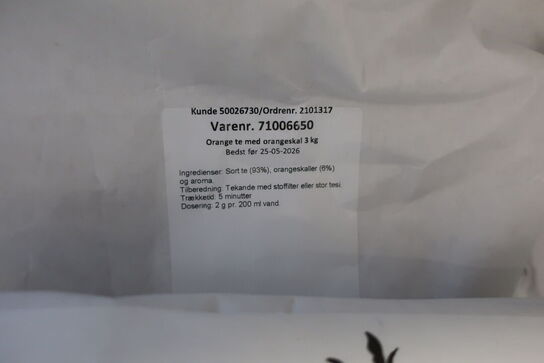 Kunde 50026730/Ordrenr. 2101317
Varenr. 71006650
Orange te med orangeskal 3 kg
Bedst før 25-05-2026
Ingredienser: Sort te (93%), orangeskaller (6%)
og aroma.
Tilberedning: Tekande med stoffilter eller stor tesi.
Trækketid: 5 minutter
Dosering: 2 g pr. 200 ml vand